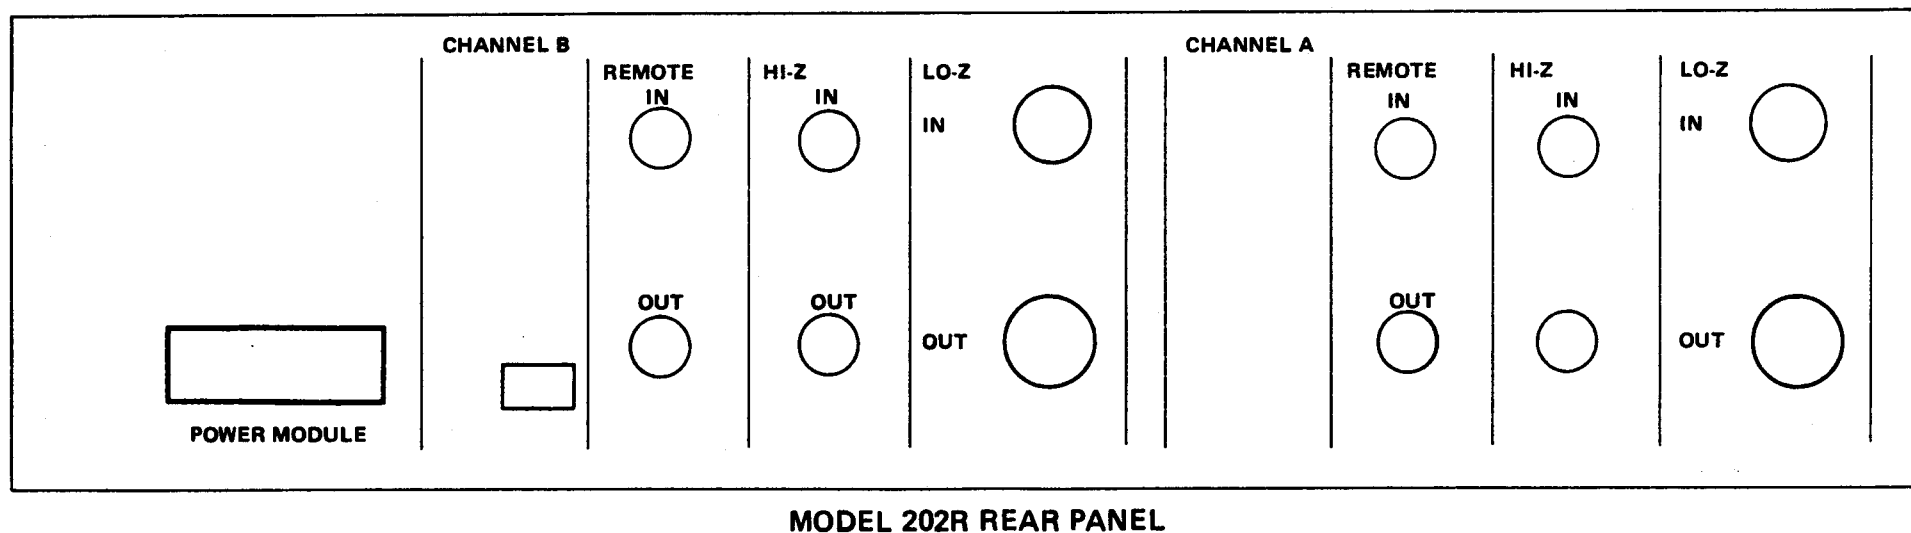 CHANNEL B
CHANNEL A
REMOTE
HI-Z
LO-Z
REMOTE
HI-Z
LO-Z
IN
IN
IN
IN
IN
IN
OUT
OUT
OUT
OUT
OUT
POWER MODULE
MODEL 202R REAR PANEL